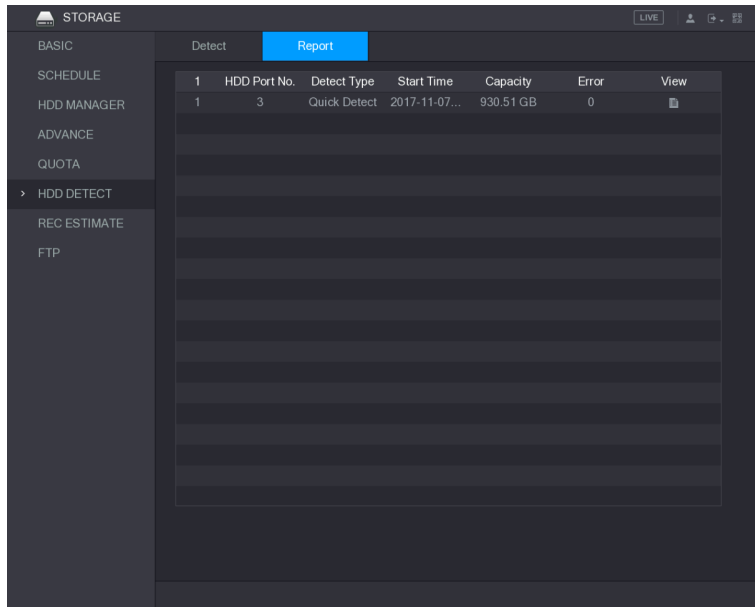 STORAGE LIVE
BASIC Detect Report
SCHEDULE
1 HDD Port No. Detect Type Start Time Capacity Error View
1 3 Quick Detect 2017-11-07... 930.51 GB 0
HDD MANAGER
ADVANCE
QUOTA
> HDD DETECT
REC ESTIMATE
FTP